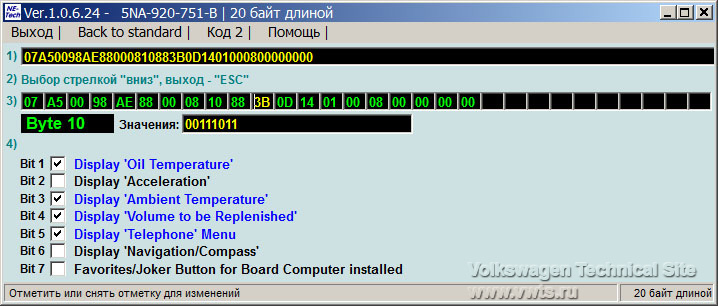 NE-Tech Ver.1.0.6.24 - 5NA-920-751-B | 20 байт длиной
Выход | Back to standard | Код 2 | Помощь |
1) 07A50098AE88000810883B0D1401000800000000
2) Выбор стрелкой "вниз", выход - "ESC"
3) 07 A5 00 98 AE 88 00 08 10 88 3B 0D 14 01 00 08 00 00 00 00
Byte 10 Значения: 00111011
4)
Bit 1 Display 'Oil Temperature'
Bit 2 Display 'Acceleration'
Bit 3 Display 'Ambient Temperature'
Bit 4 Display 'Volume to be Replenished'
Bit 5 Display 'Telephone' Menu
Bit 6 Display 'Navigation/Compass'
Bit 7 Favorites/Joker Button for Board Computer installed
Volkswagen Technical Site
www.vwts.ru
Отметить или снять отметку для изменений 20 байт длиной